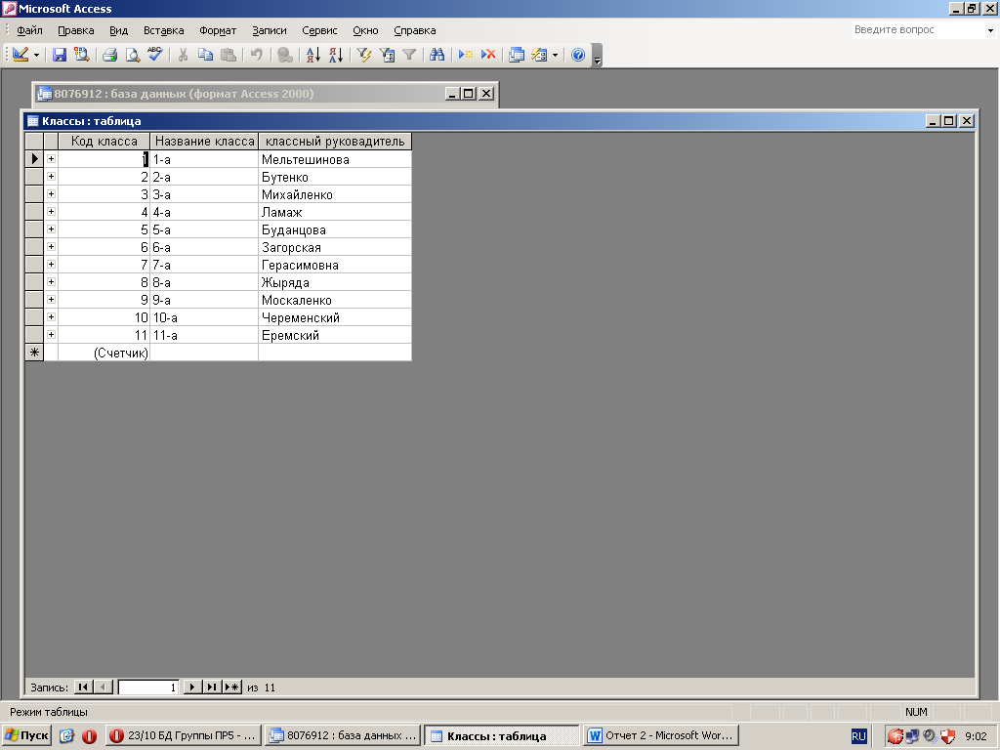 Microsoft Access
Файл Правка Вид Вставка Формат Записи Сервис Окно Справка Введите вопрос
8076912 : база данных (формат Access 2000)
Классы : таблица
Код класса Название класса классный руковадитель
1 1-а Мельтешинова
2 2-а Бутенко
3 3-а Михайленко
4 4-а Ламаж
5 5-а Буданцова
6 6-а Загорская
7 7-а Герасимовна
8 8-а Жыряда
9 9-а Москаленко
10 10-а Череменский
11 11-а Еремский
(Счетчик)
Запись: 1 из 11
Режим таблицы NUM
Пуск 23/10 БД Группы ПР5 - ... 8076912 : база данных ... Классы : таблица Отчет 2 - Microsoft Wor... RU 9:02